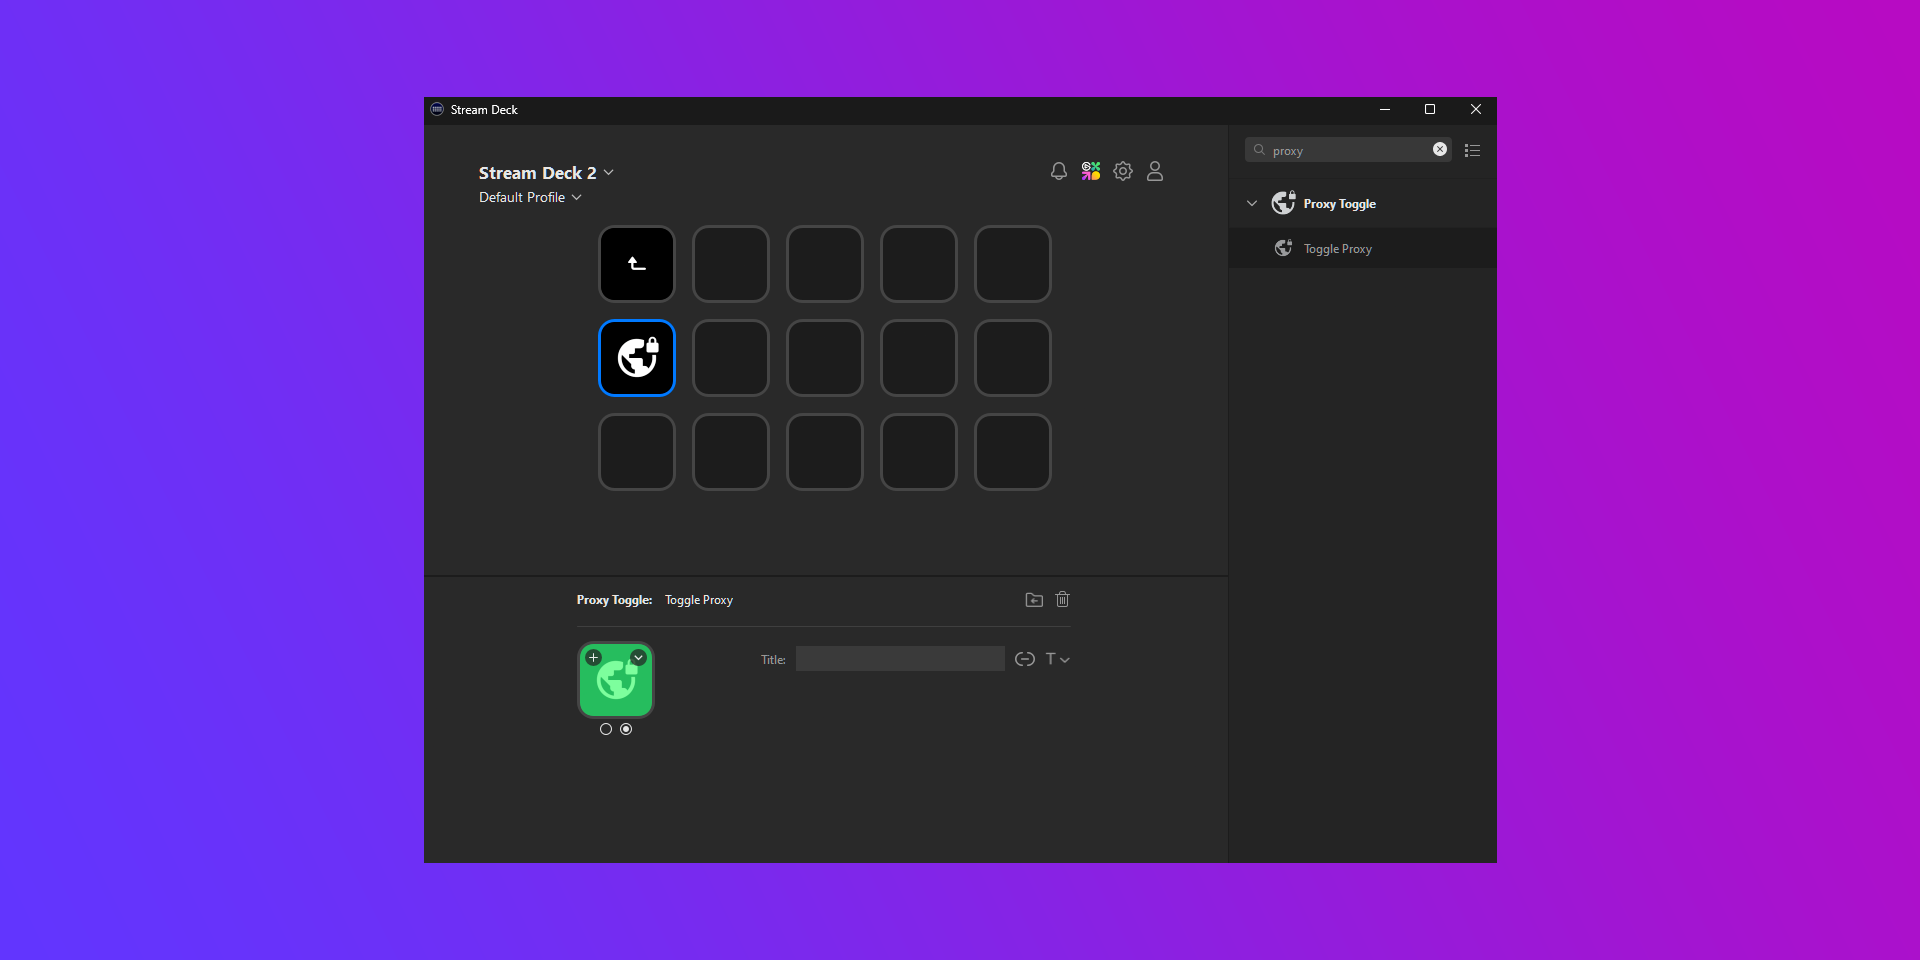 Stream Deck
Stream Deck 2
Default Profile
proxy
Proxy Toggle
Toggle Proxy
Proxy Toggle: Toggle Proxy
Title:
T